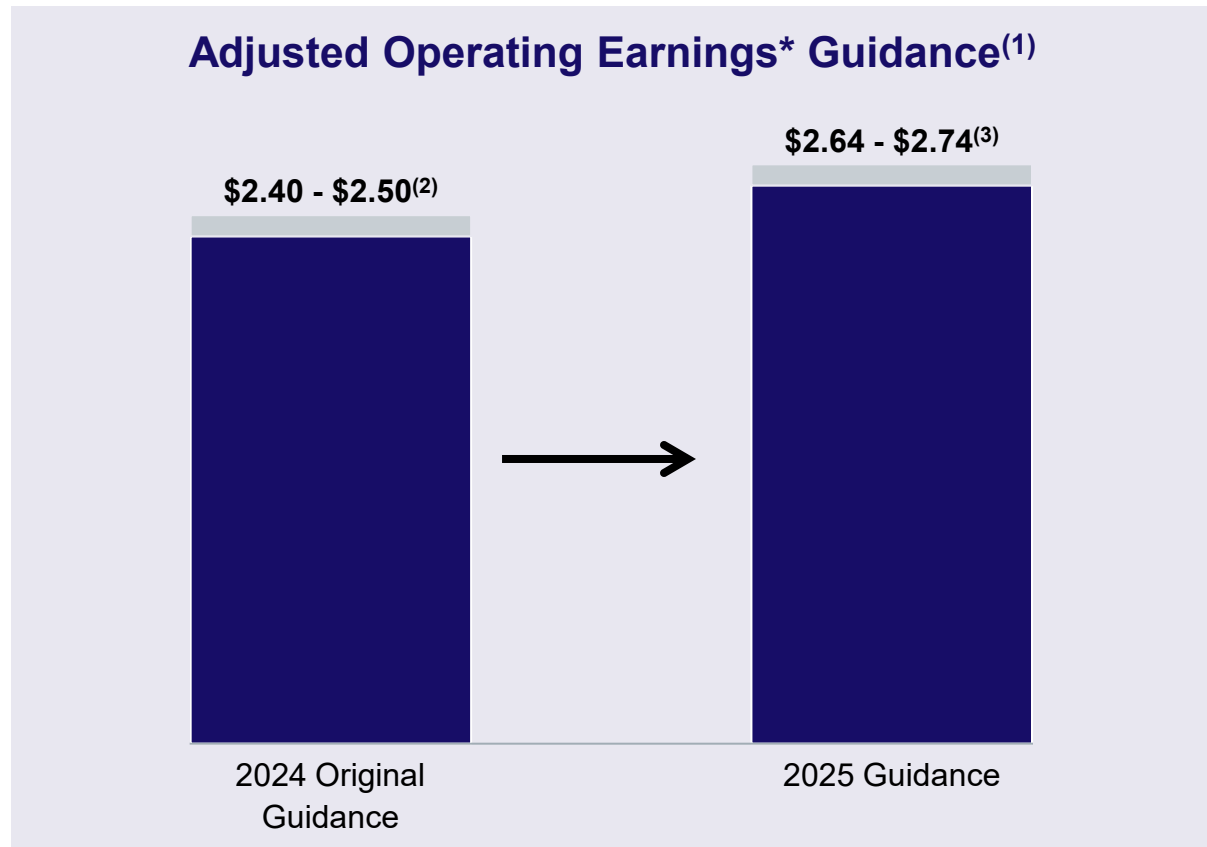 Adjusted Operating Earnings* Guidance(1)
$2.64 - $2.74(3)
$2.40 - $2.50(2)
2024 Original
Guidance
2025 Guidance